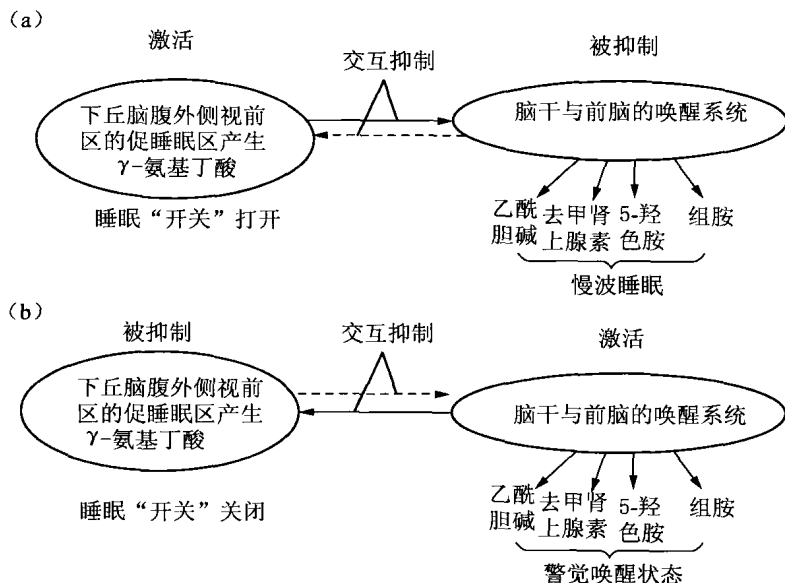 (a)
激活
交互抑制
被抑制
下丘脑腹外侧视前
区的促睡眠区产生
γ-氨基丁酸
脑干与前脑的唤醒系统
睡眠“开关”打开
乙酰
胆碱
去甲肾
上腺素
5-羟
色胺
组胺
慢波睡眠
(b)
被抑制
交互抑制
激活
下丘脑腹外侧视前
区的促睡眠区产生
γ-氨基丁酸
脑干与前脑的唤醒系统
睡眠“开关”关闭
乙酰
胆碱
去甲肾
上腺素
5-羟
色胺
组胺
警觉唤醒状态